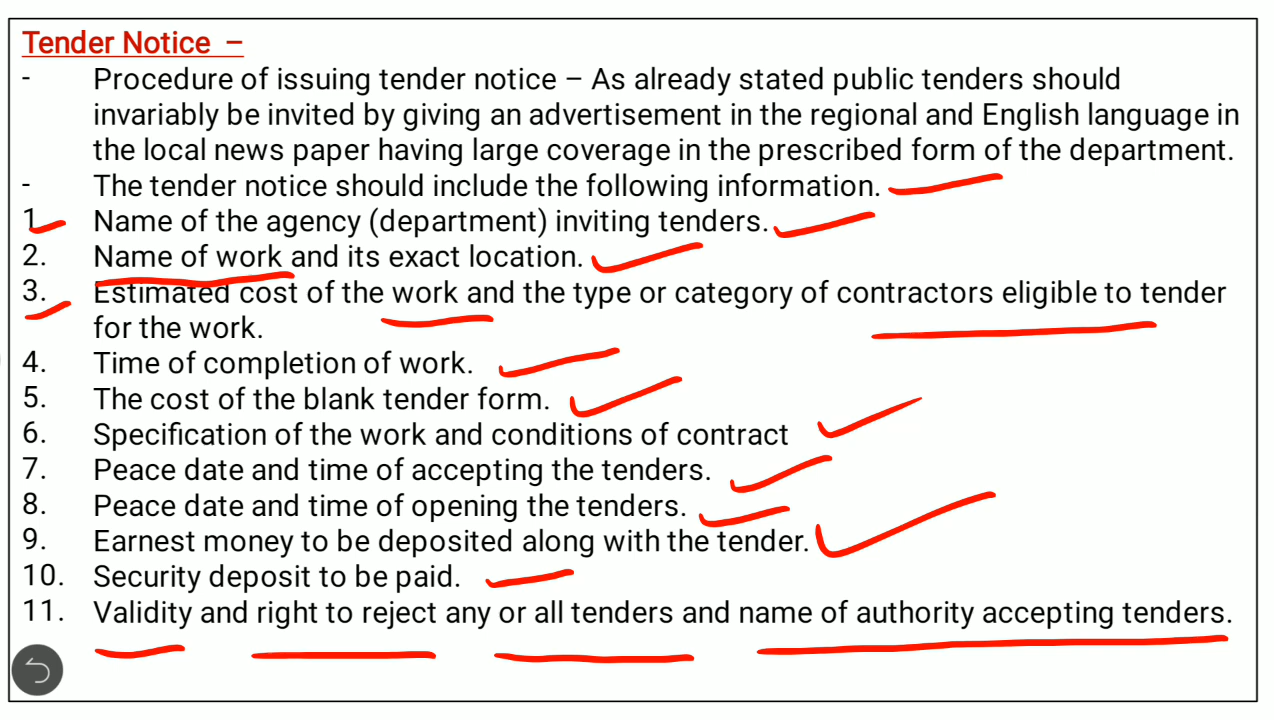 Tender Notice –
- Procedure of issuing tender notice – As already stated public tenders should
invariably be invited by giving an advertisement in the regional and English language in
the local news paper having large coverage in the prescribed form of the department.
- The tender notice should include the following information.
1. Name of the agency (department) inviting tenders.
2. Name of work and its exact location.
3. Estimated cost of the work and the type or category of contractors eligible to tender
for the work.
4. Time of completion of work.
5. The cost of the blank tender form.
6. Specification of the work and conditions of contract
7. Peace date and time of accepting the tenders.
8. Peace date and time of opening the tenders.
9. Earnest money to be deposited along with the tender.
10. Security deposit to be paid.
11. Validity and right to reject any or all tenders and name of authority accepting tenders.